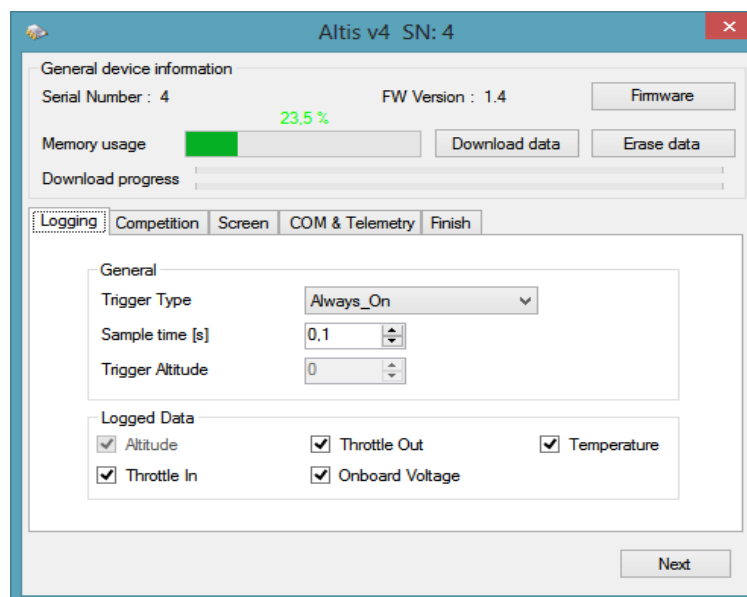 Altis v4 SN: 4
General device information
Serial Number : 4 FW Version : 1.4 Firmware
23,5 %
Memory usage Download data Erase data
Download progress
Logging Competition Screen COM & Telemetry Finish
General
Trigger Type Always_On
Sample time [s] 0,1
Trigger Altitude 0
Logged Data
Altitude Throttle Out Temperature
Throttle In Onboard Voltage
Next